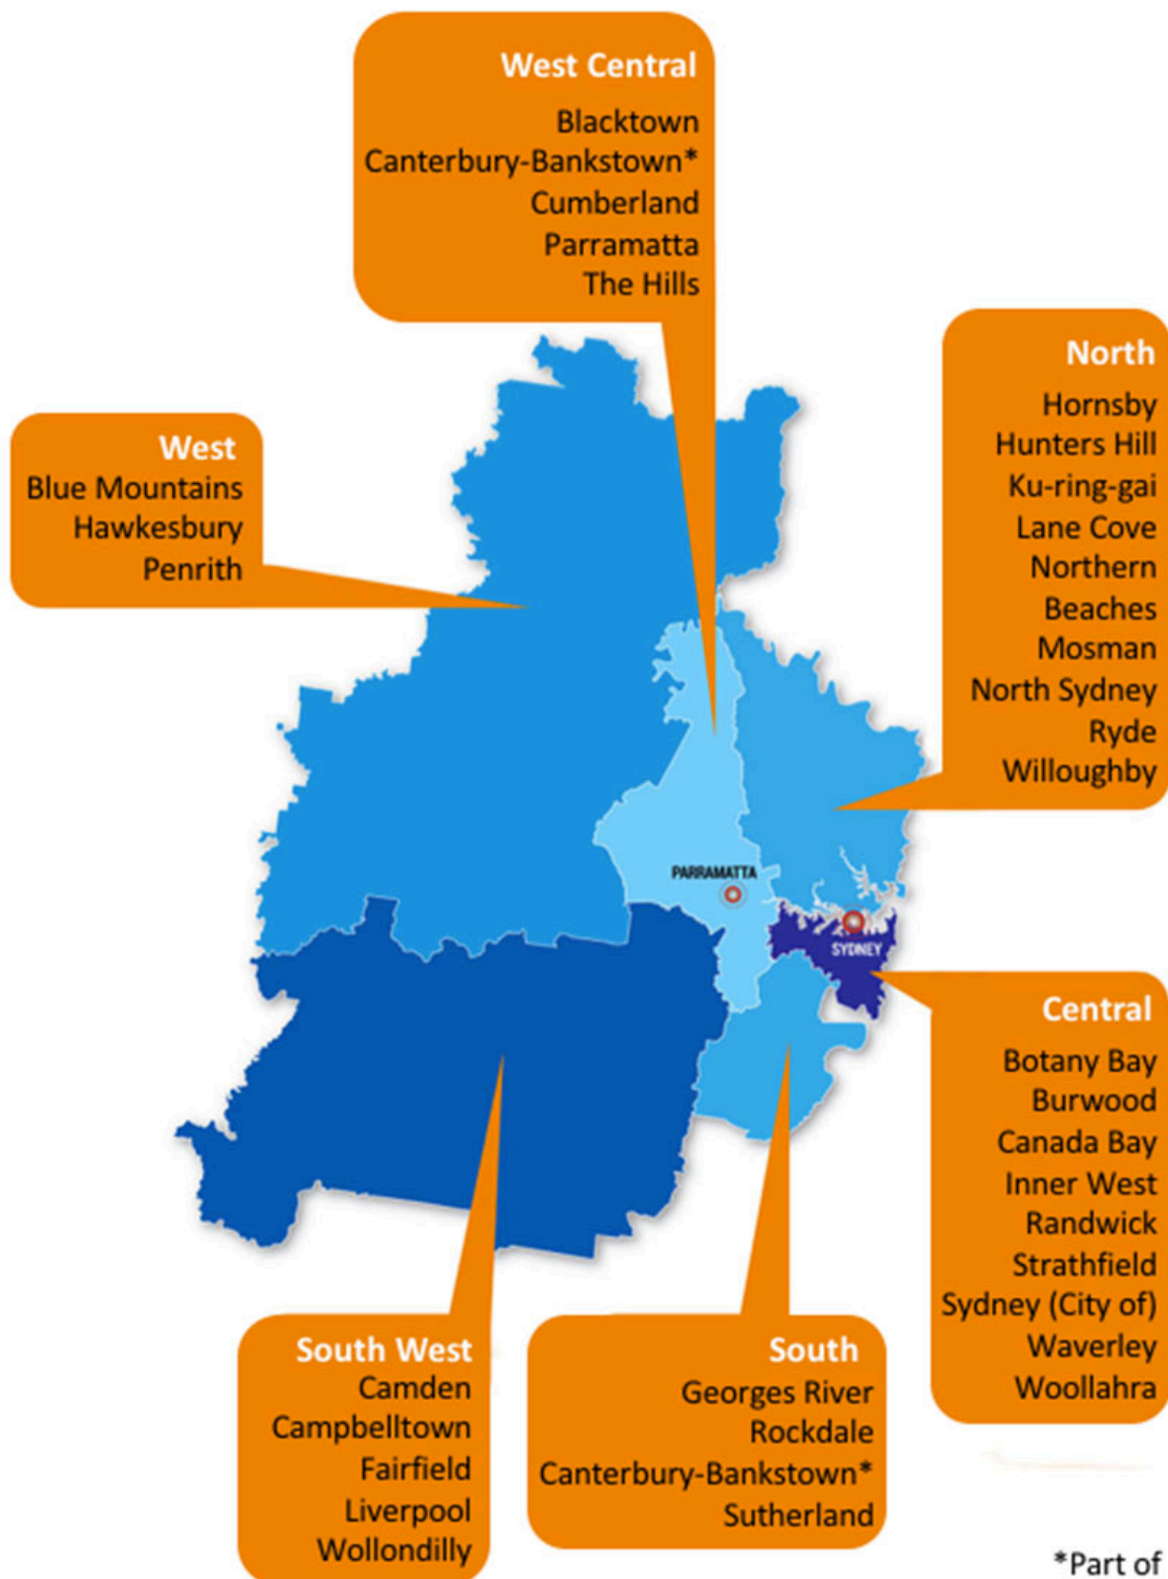 West Central
Blacktown
Canterbury-Bankstown*
Cumberland
Parramatta
The Hills
North
Hornsby
Hunters Hill
Ku-ring-gai
Lane Cove
Northern
Beaches
Mosman
North Sydney
Ryde
Willoughby
West
Blue Mountains
Hawkesbury
Penrith
PARRAMATTA
SYDNEY
Central
Botany Bay
Burwood
Canada Bay
Inner West
Randwick
Strathfield
Sydney (City of)
Waverley
Woollahra
South West
Camden
Campbelltown
Fairfield
Liverpool
Wollondilly
South
Georges River
Rockdale
Canterbury-Bankstown*
Sutherland
*Part of